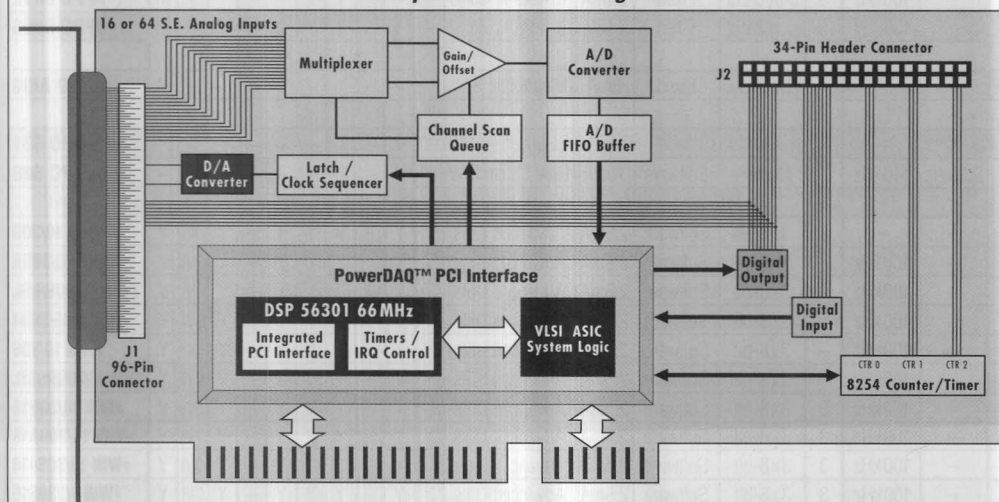 16 or 64 S.E. Analog Inputs
Multiplexer
Gain/
Offset
A/D
Converter
34-Pin Header Connector
J2
Channel Scan
Queue
A/D
FIFO Buffer
D/A
Converter
Latch /
Clock Sequencer
PowerDAQ™ PCI Interface
DSP 56301 66MHz
Integrated
PCI Interface
Timers /
IRQ Control
VLSI ASIC
System Logic
Digital
Output
Digital
Input
J1
96-Pin
Connector
CTR 0 CTR 1 CTR 2
8254 Counter/Timer